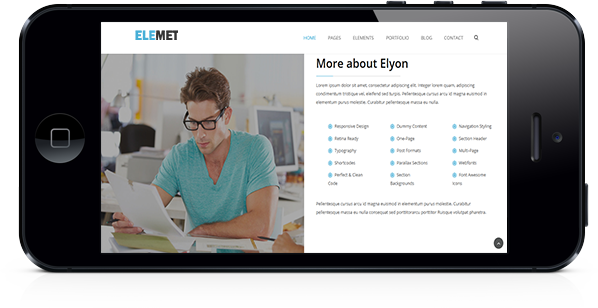 ELEMET
HOME PAGES ELEMENTS PORTFOLIO BLOG CONTACT
More about Elyon
Lorem ipsum dolor sit amet, consectetur adipiscing elit. Integer lorem quam, adipiscing
condimentum tristique vel, eleifend sed turpis. Pellentesque cursus arcu id magna euismod in
elementum purus molestie. Curabitur pellentesque massa eu nulla.
Responsive Design Dummy Content Navigation Styling
Retina Ready One-Page Section Header
Typography Post Formats Multi-Page
Shortcodes Parallax Sections Webfonts
Perfect & Clean Section Font Awesome
Code Backgrounds Icons
Pellentesque cursus arcu id magna euismod in elementum purus molestie. Curabitur
pellentesque massa eu nulla consequat sed porttitorarcu porttitor fusque volutpat pharetra.